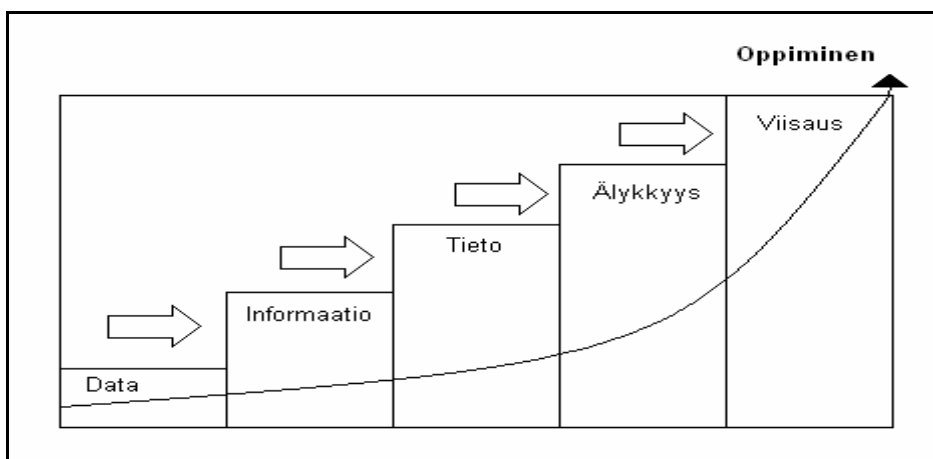 Oppiminen
Viisaus
Älykkyys
Tieto
Informaatio
Data